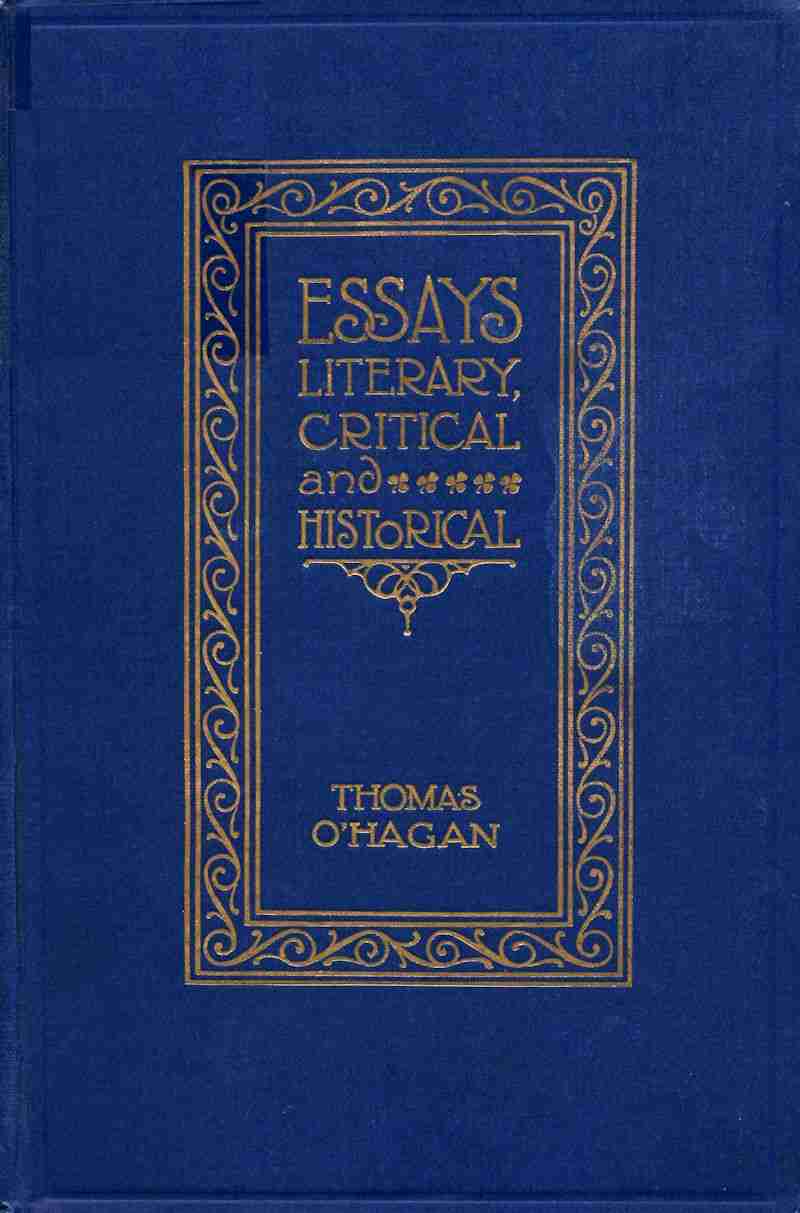 ESSAYS
LITERARY,
CRITICAL
and
HISToRICAL
THOMAS
O'HAGAN